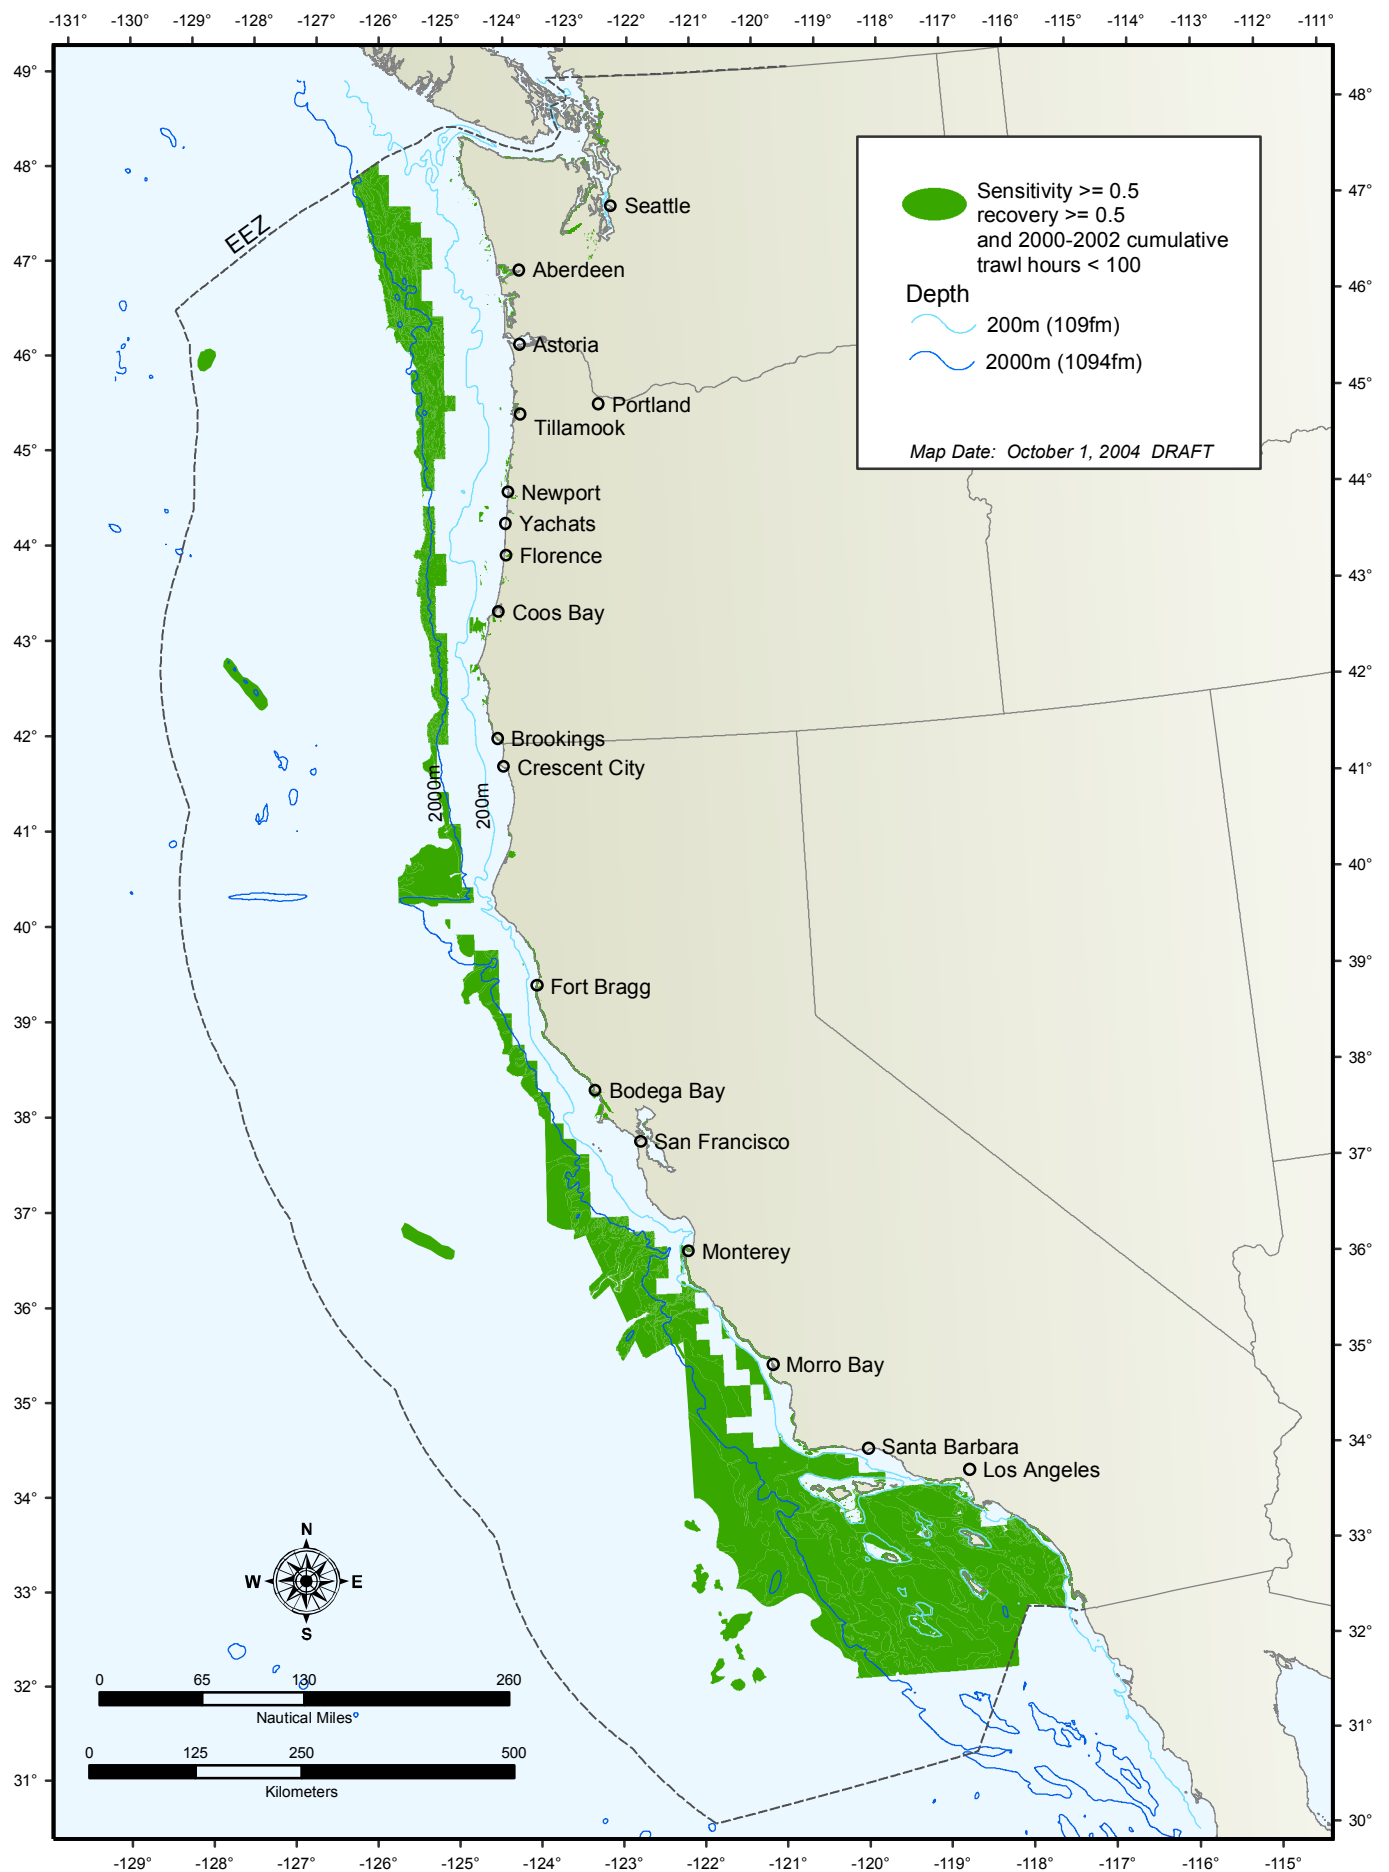 -131° -130° -129° -128° -127° -126° -125° -124° -123° -122° -121° -120° -119° -118° -117° -116° -115° -114° -113° -112° -111°
49°
48°
47°
46°
45°
44°
43°
42°
41°
40°
39°
38°
37°
36°
35°
34°
33°
32°
31°
48°
47°
46°
45°
44°
43°
42°
41°
40°
39°
38°
37°
36°
35°
34°
33°
32°
31°
30°
Sensitivity >= 0.5
recovery >= 0.5
and 2000-2002 cumulative
trawl hours < 100
Depth
200m (109fm)
2000m (1094fm)
Map Date: October 1, 2004 DRAFT
EEZ
Seattle
Aberdeen
Astoria
Portland
Tillamook
Newport
Yachats
Florence
Coos Bay
Brookings
Crescent City
2000m
200m
Fort Bragg
Bodega Bay
San Francisco
Monterey
Morro Bay
Santa Barbara
Los Angeles
N
W E
S
0 65 130 260
Nautical Miles
0 125 250 500
Kilometers
-129° -128° -127° -126° -125° -124° -123° -122° -121° -120° -119° -118° -117° -116° -115°